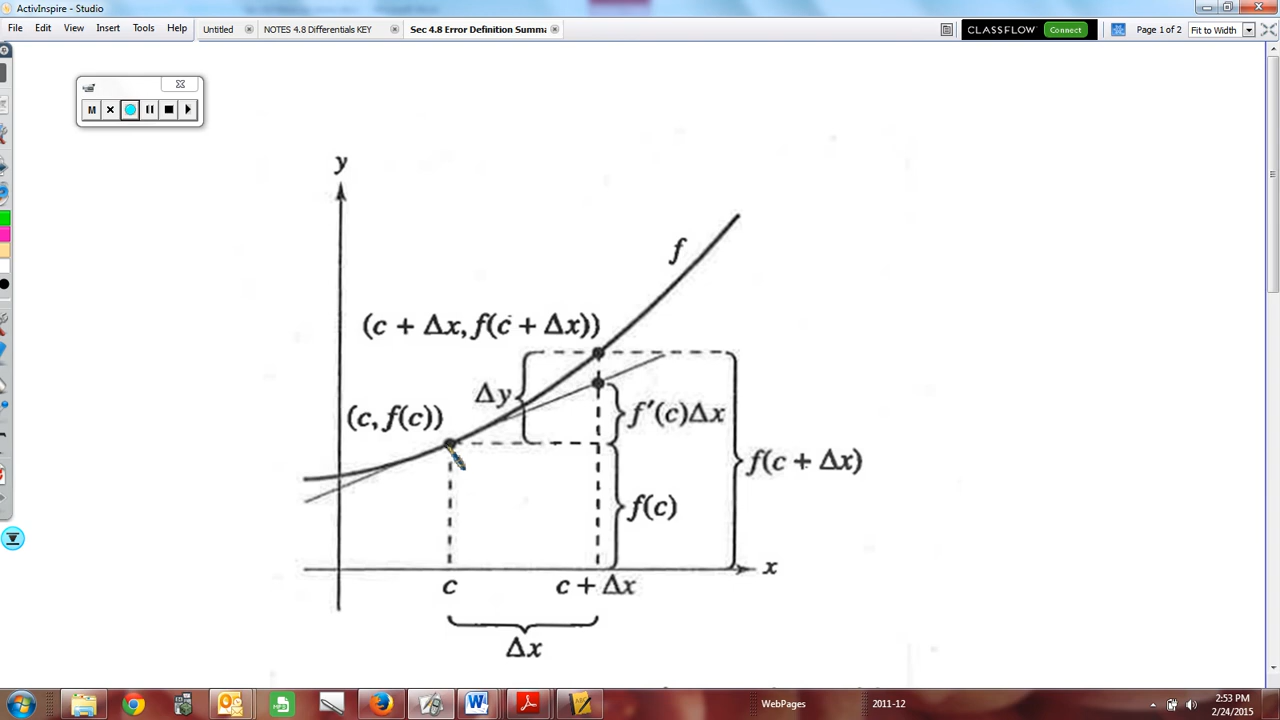 ActivInspire - Studio
File Edit View Insert Tools Help Untitled NOTES 4.8 Differentials KEY Sec 4.8 Error Definition Summa CLASSFLOW Connect Page 1 of 2 Fit to Width
M
y
f
(c + Δx, f(c + Δx))
Δy
(c, f(c))
f′(c)Δx
f(c + Δx)
f(c)
x
c
c + Δx
Δx
WebPages 2011-12 2:53 PM
2/24/2015